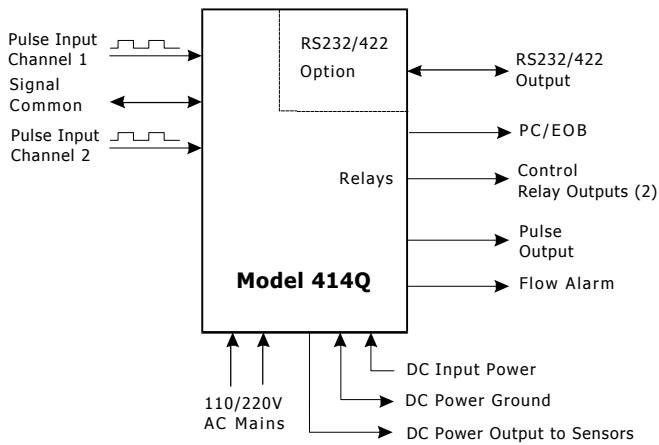 Pulse Input
Channel 1
Signal
Common
Pulse Input
Channel 2
RS232/422
Option
Relays
Model 414Q
RS232/422
Output
PC/EOB
Control
Relay Outputs (2)
Pulse
Output
Flow Alarm
110/220V
AC Mains
DC Input Power
DC Power Ground
DC Power Output to Sensors